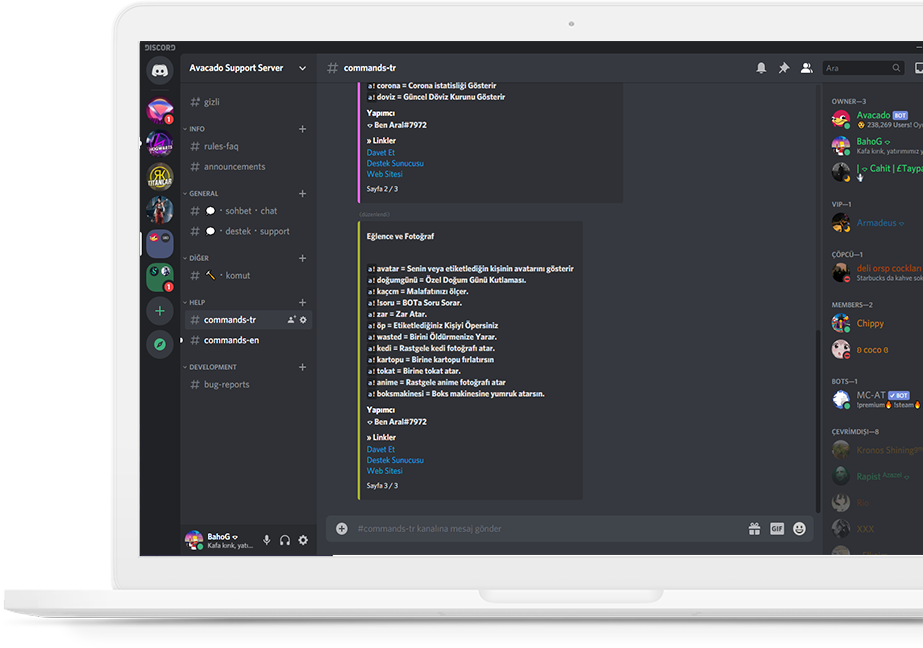 DISCORD
Avacado Support Server
# gizli
INFO
# rules-faq
# announcements
GENERAL
# sohbet · chat
# destek · support
DİĞER
# · komut
HELP
# commands-tr
# commands-en
DEVELOPMENT
# bug-reports
BahoG
Kafa kırık, yatı...
# commands-tr
Ara
a! corona = Corona istatisliği Gösterir
a! doviz = Güncel Döviz Kurunu Gösterir
Yapımcı
Ben Aral#7972
» Linkler
Davet Et
Destek Sunucusu
Web Sitesi
Sayfa 2 / 3
(düzenlendi)
Eğlence ve Fotoğraf
a! avatar = Senin veya etiketlediğin kişinin avatarını gösterir
a! doğumgünü = Özel Doğum Günü Kutlaması.
a! kaçcm = Malafatınızı ölçer.
a! !soru = BOTa Soru Sorar.
a! zar = Zar Atar.
a! öp = Etiketlediğiniz Kişiyi Öpersiniz
a! wasted = Birini Öldürmenize Yarar.
a! kedi = Rastgele kedi fotoğrafı atar.
a! kartopu = Birine kartopu fırlatırsın
a! tokat = Birine tokat atar.
a! anime = Rastgele anime fotoğrafı atar
a! boksmakinesi = Boks makinesine yumruk atarsın.
Yapımcı
Ben Aral#7972
» Linkler
Davet Et
Destek Sunucusu
Web Sitesi
Sayfa 3 / 3
#commands-tr kanalına mesaj gönder
GIF
OWNER—3
Avacado BOT
238,269 Users! Oy
BahoG
Kafa kırık, yatırımımız y
Cahit | £Taypa
VIP—1
Armadeus
ÇÖPCÜ—1
deli orsp cockları
Starbucks da kahve sok
MEMBERS—2
Chippy
coco
BOTS—1
MC-AT BOT
!premium !steam
ÇEVRİMDIŞI—8
Kronos Shining
Rapist
XXX